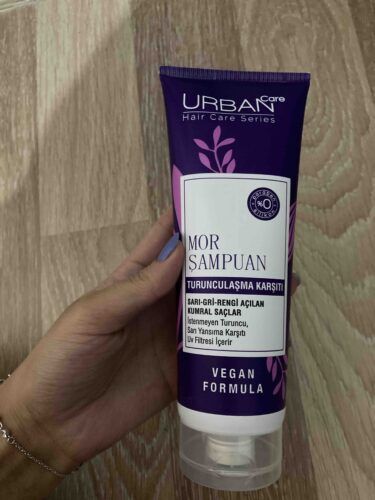 URBAN Care
Hair Care Series
%0
MOR
ŞAMPUAN
TURUNCULAŞMA KARŞITI
SARI-GRİ-RENGİ AÇILAN
KUMRAL SAÇLAR
İstenmeyen Turuncu,
Sarı Yansıma Karşıtı
Uv Filtresi İçerir
VEGAN
FORMULA